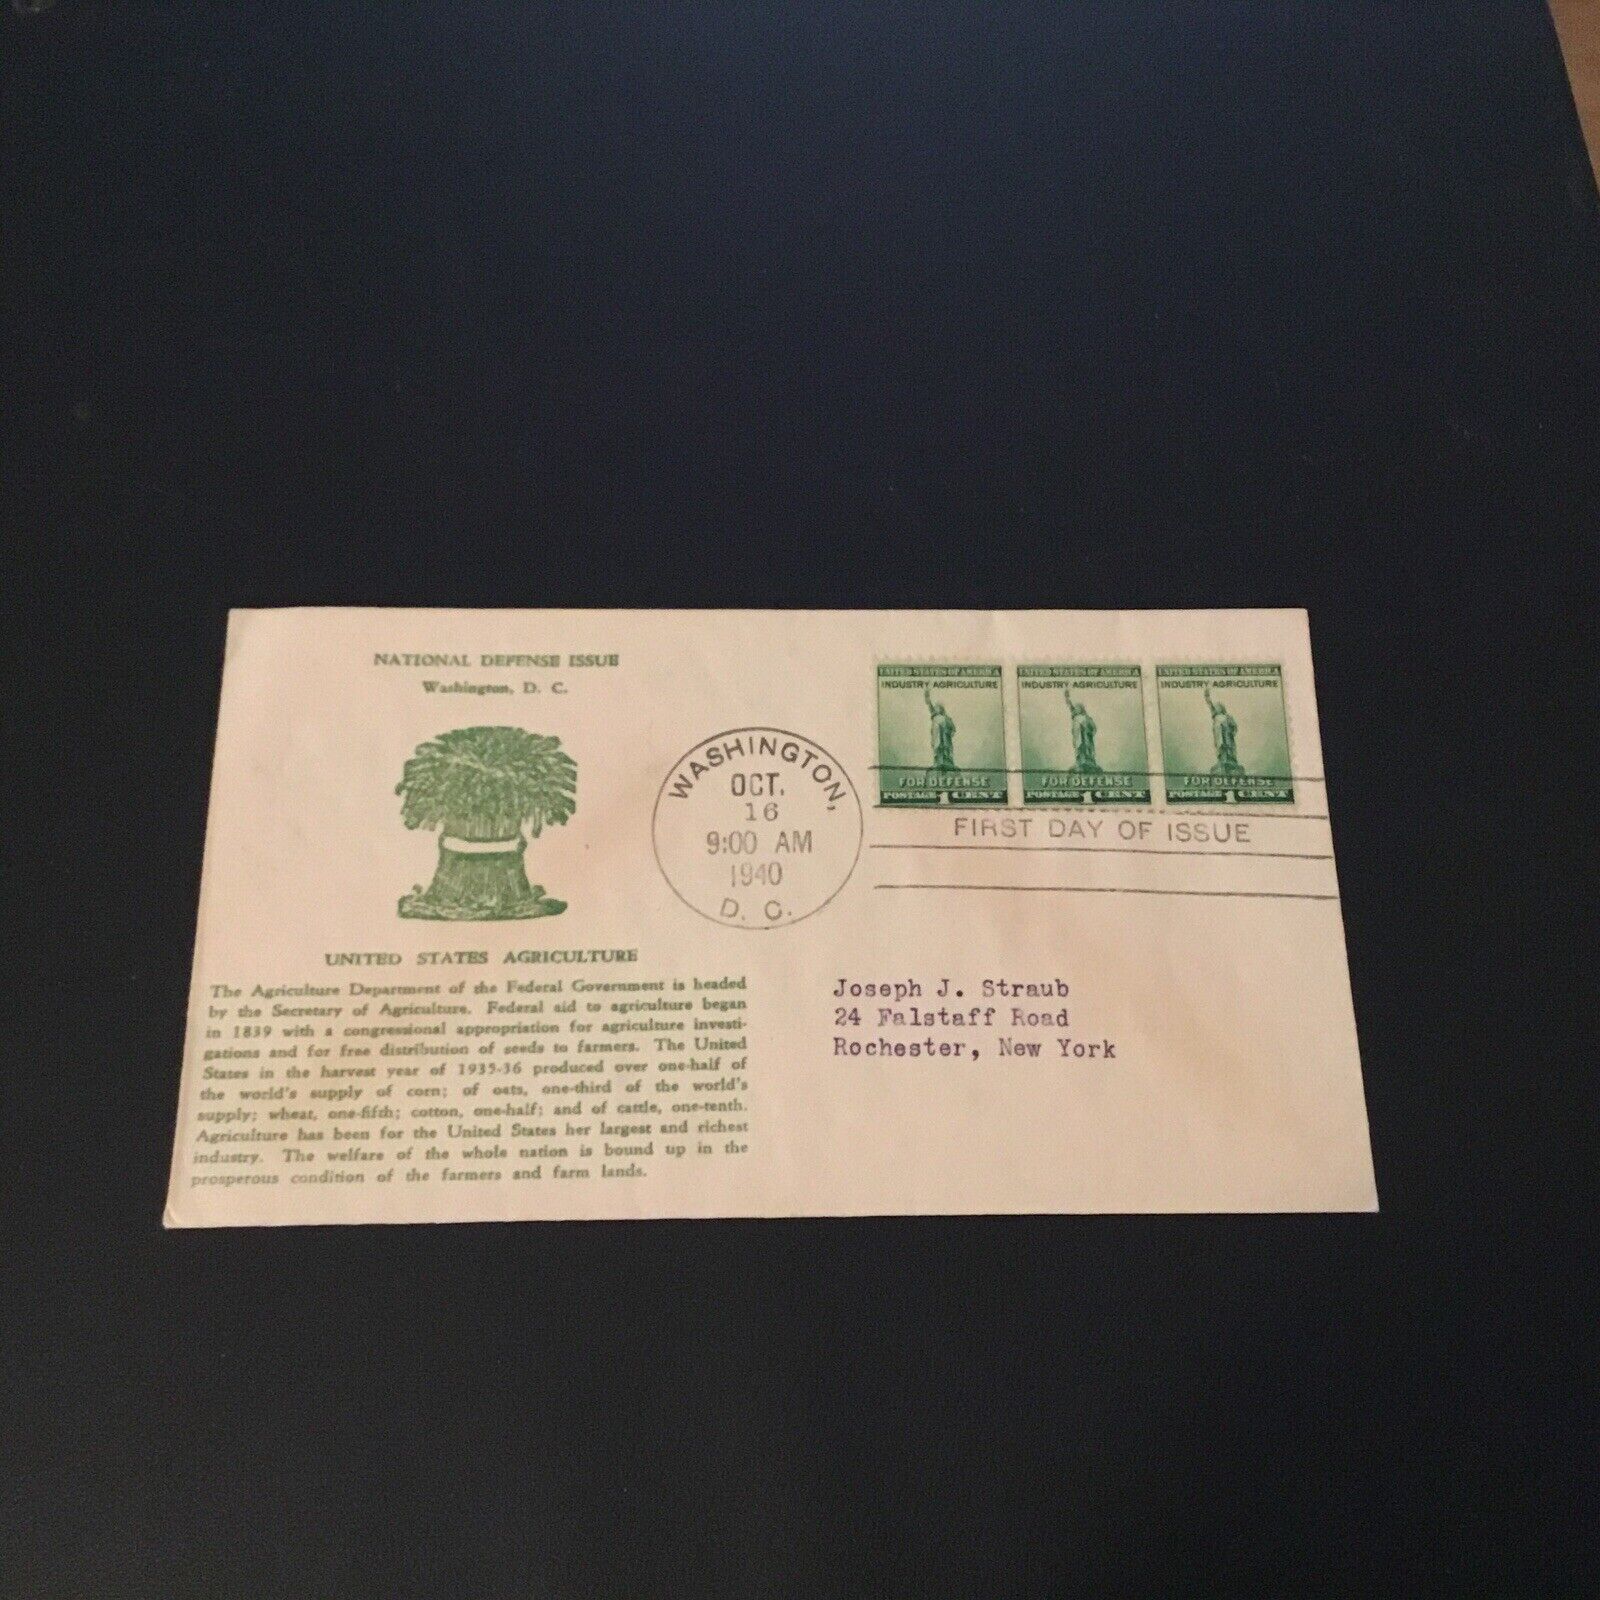 NATIONAL DEFENSE ISSUE
Washington, D. C.
UNITED STATES AGRICULTURE
The Agriculture Department of the Federal Government is headed
by the Secretary of Agriculture. Federal aid to agriculture began
in 1839 with a congressional appropriation for agriculture investi-
gations and for free distribution of seeds to farmers. The United
States in the harvest year of 1935-36 produced over one-half of
the world's supply of corn; of oats, one-third of the world's
supply; wheat, one-fifth; cotton, one-half; and of cattle, one-tenth.
Agriculture has been for the United States her largest and richest
industry. The welfare of the whole nation is bound up in the
prosperous condition of the farmers and farm lands.
WASHINGTON,
OCT.
16
9:00 AM
1940
D. C.
UNITED STATES OF AMERICA
INDUSTRY AGRICULTURE
FOR DEFENSE
POSTAGE 1 CENT
UNITED STATES OF AMERICA
INDUSTRY AGRICULTURE
FOR DEFENSE
POSTAGE 1 CENT
UNITED STATES OF AMERICA
INDUSTRY AGRICULTURE
FOR DEFENSE
POSTAGE 1 CENT
FIRST DAY OF ISSUE
Joseph J. Straub
24 Falstaff Road
Rochester, New York